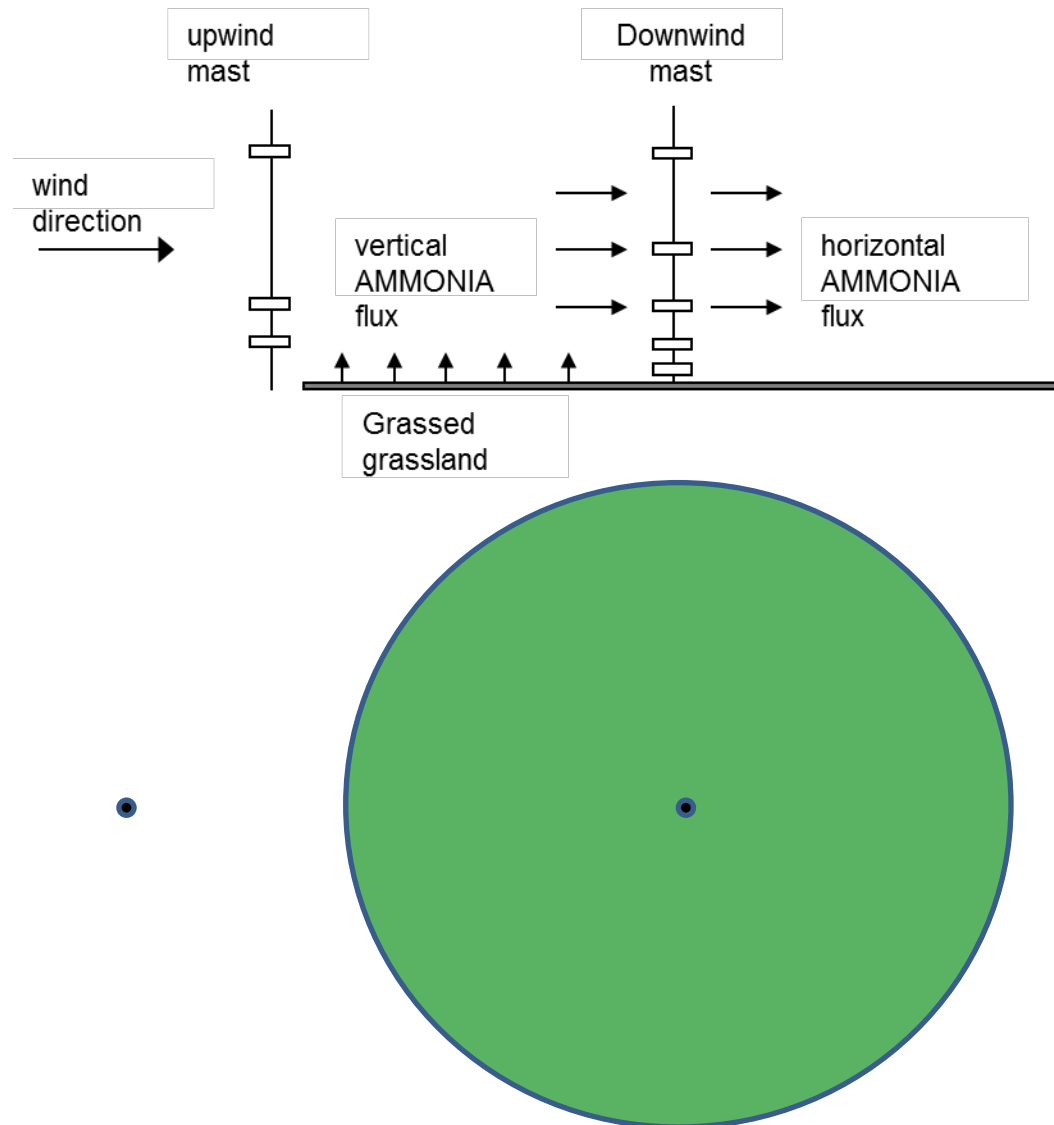 upwind
mast
Downwind
mast
wind
direction
vertical
AMMONIA
flux
horizontal
AMMONIA
flux
Grassed
grassland